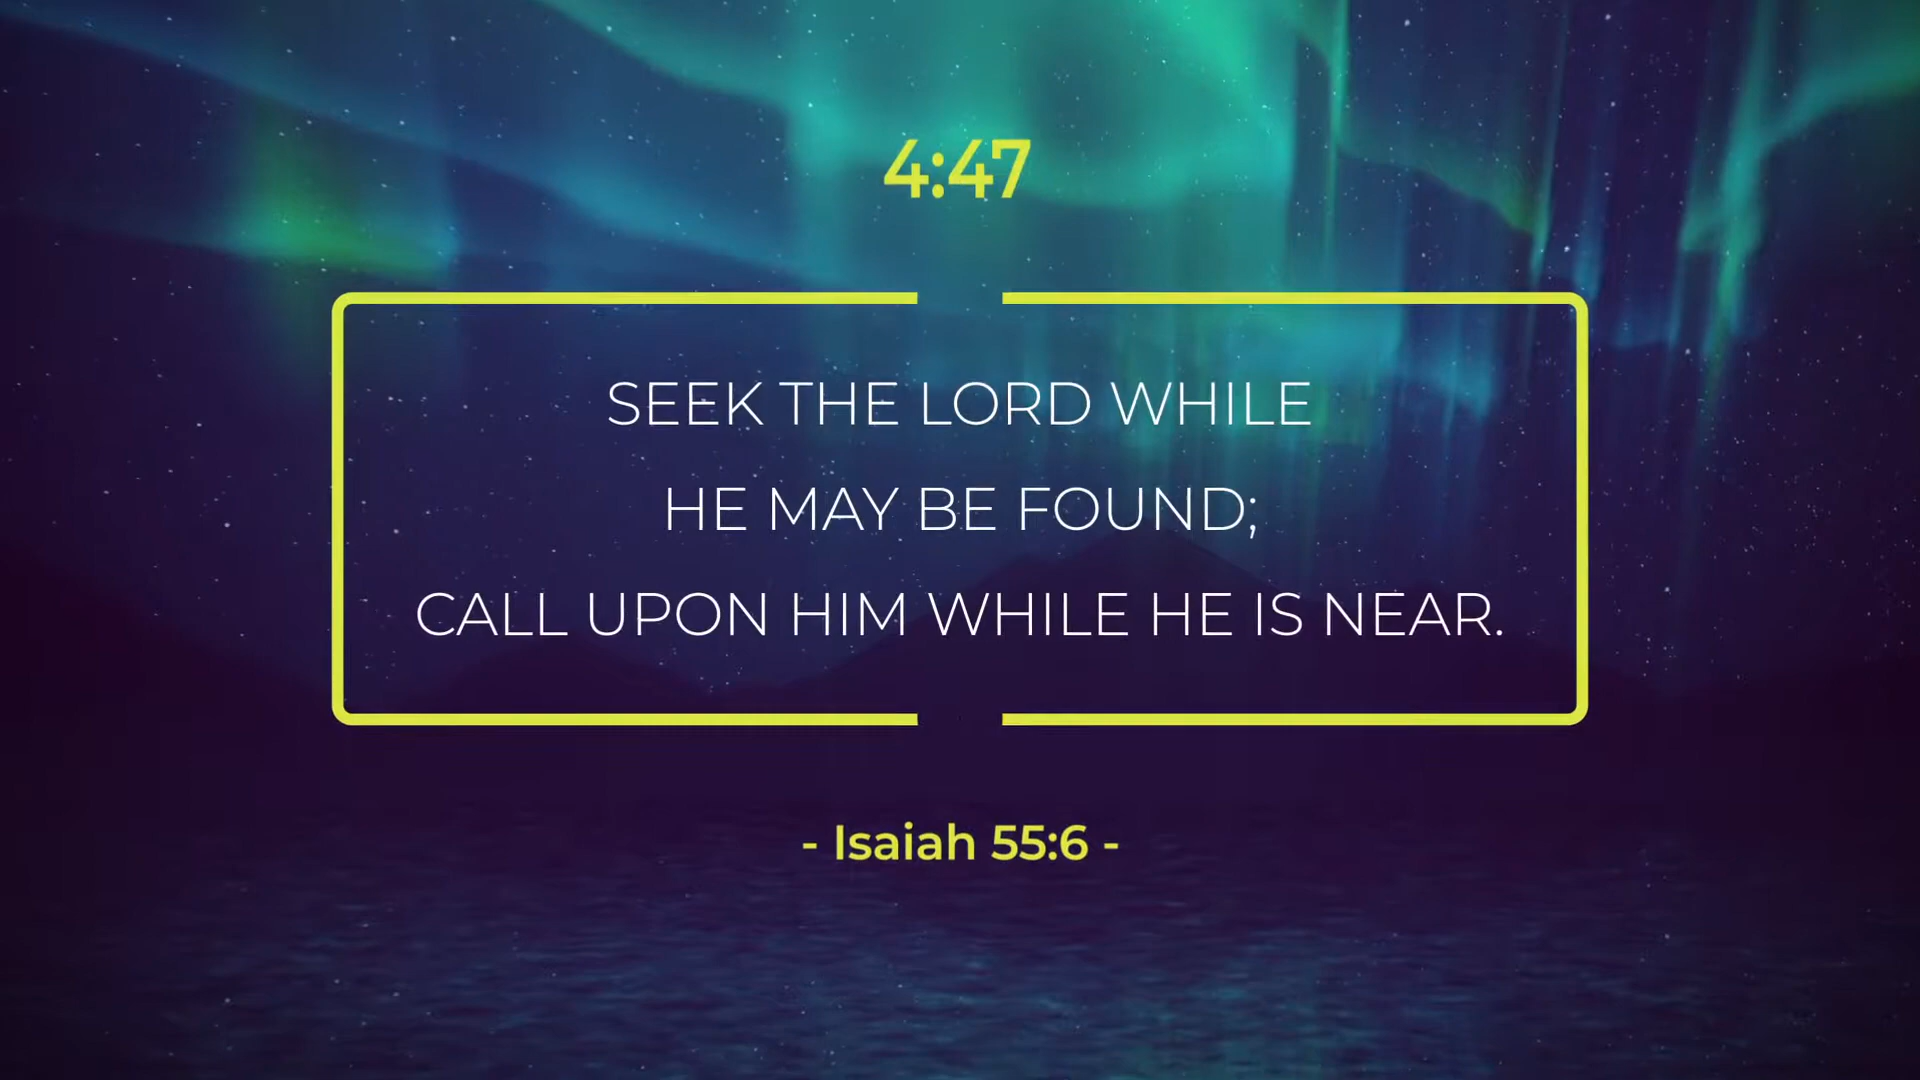 4:47
SEEK THE LORD WHILE
HE MAY BE FOUND;
CALL UPON HIM WHILE HE IS NEAR.
- Isaiah 55:6 -